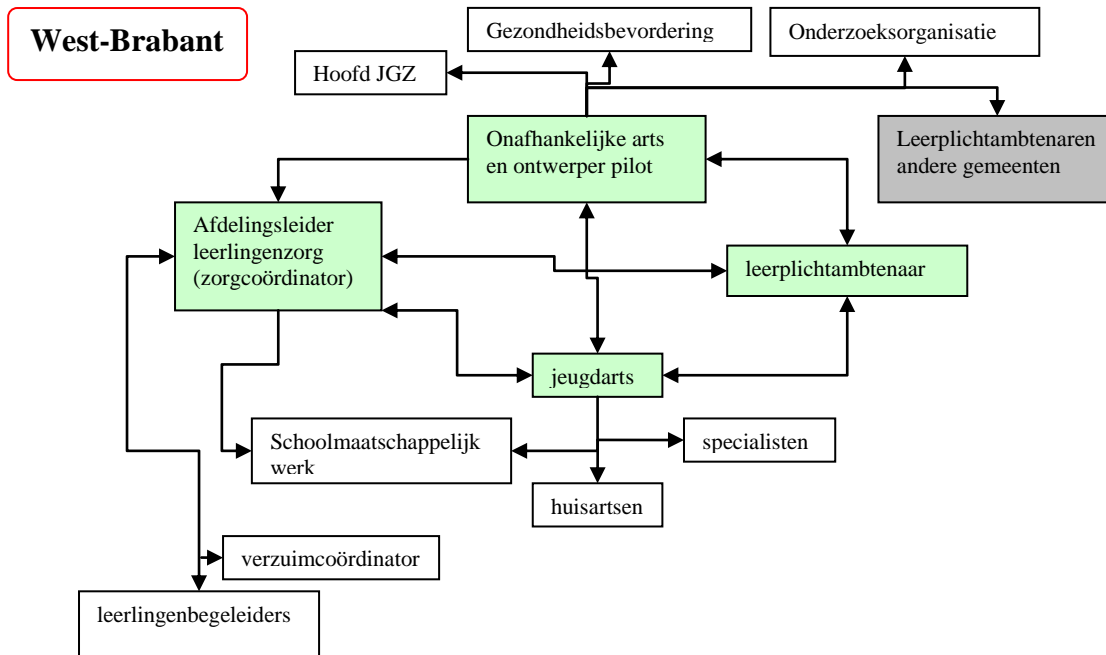 West-Brabant
Gezondheidsbevordering
Onderzoeksorganisatie
Hoofd JGZ
Onafhankelijke arts
en ontwerper pilot
Leerplichtambtenaren
andere gemeenten
Afdelingsleider
leerlingenzorg
(zorgcoördinator)
leerplichtambtenaar
jeugdarts
Schoolmaatschappelijk
werk
specialisten
huisartsen
verzuimcoördinator
leerlingenbegeleiders